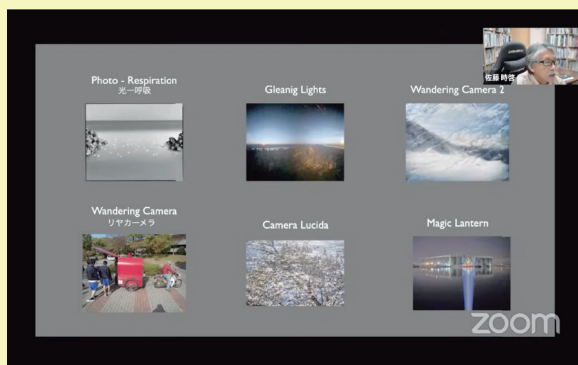 佐藤 時啓
Photo - Respiration
光ー呼吸
Gleanig Lights
Wandering Camera 2
Wandering Camera
リヤカーメラ
Camera Lucida
Magic Lantern
zoom